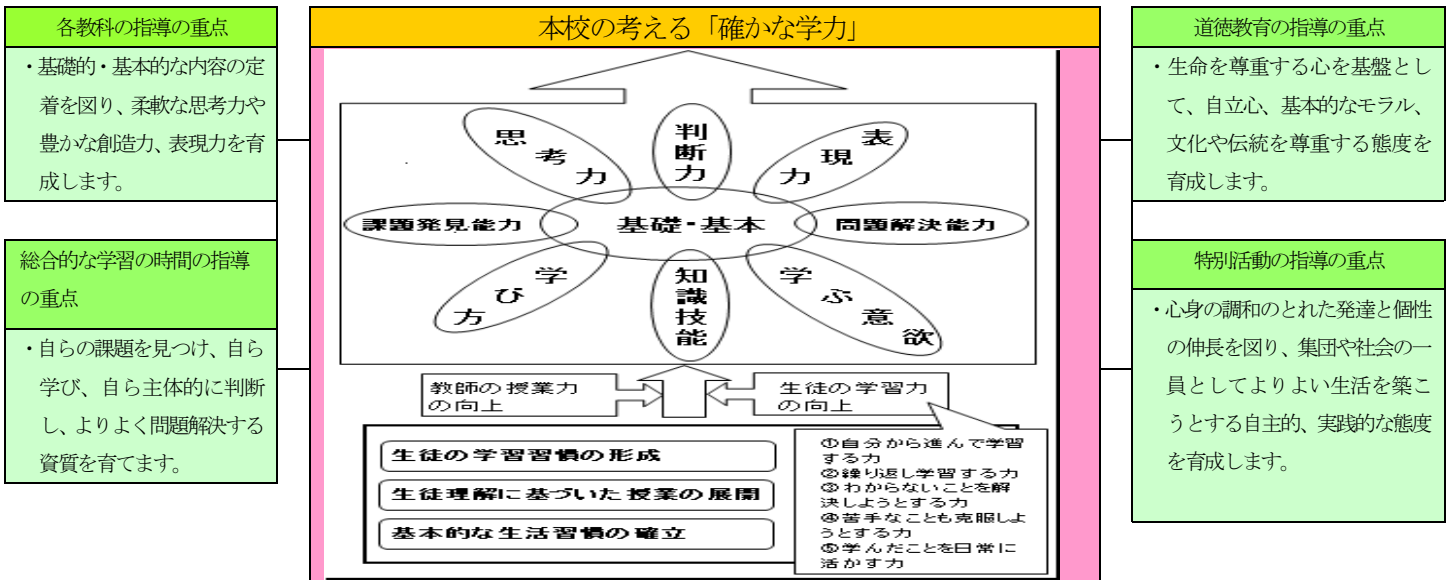 各教科の指導の重点
・基礎的・基本的な内容の定
着を図り、柔軟な思考力や
豊かな創造力、表現力を育
成します。
総合的な学習の時間の指導
の重点
・自らの課題を見つけ、自ら
学び、自ら主体的に判断
し、よりよく問題解決する
資質を育てます。
本校の考える「確かな学力」
思考力
判断力
表現力
課題発見能力
基礎・基本
問題解決能力
学び方
知識技能
学ぶ意欲
教師の授業力
の向上
生徒の学習力
の向上
生徒の学習習慣の形成
生徒理解に基づいた授業の展開
基本的な生活習慣の確立
①自分から進んで学習
する力
②繰り返し学習する力
③わからないことを解
決しようとする力
④苦手なことも克服しよ
うとする力
⑤学んだことを日常に
活かす力
道徳教育の指導の重点
・生命を尊重する心を基盤とし
て、自立心、基本的なモラル、
文化や伝統を尊重する態度を
育成します。
特別活動の指導の重点
・心身の調和のとれた発達と個性
の伸長を図り、集団や社会の一
員としてよりよい生活を築こ
うとする自主的、実践的な態度
を育成します。